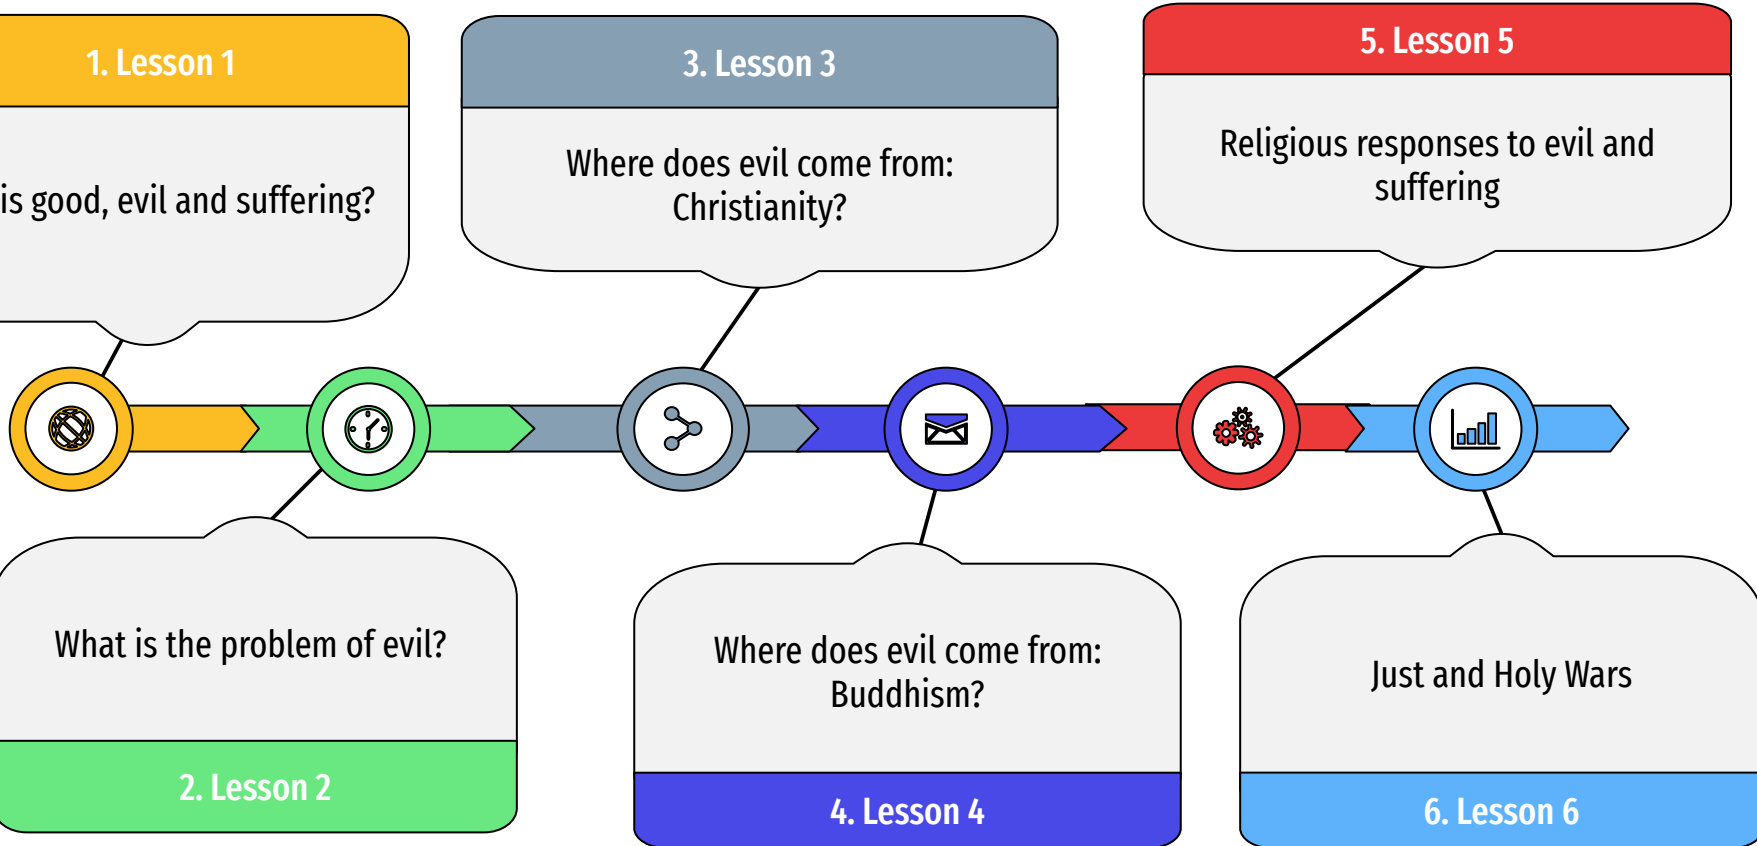 1. Lesson 1
is good, evil and suffering?
2. Lesson 2
What is the problem of evil?
3. Lesson 3
Where does evil come from:
Christianity?
4. Lesson 4
Where does evil come from:
Buddhism?
5. Lesson 5
Religious responses to evil and
suffering
6. Lesson 6
Just and Holy Wars